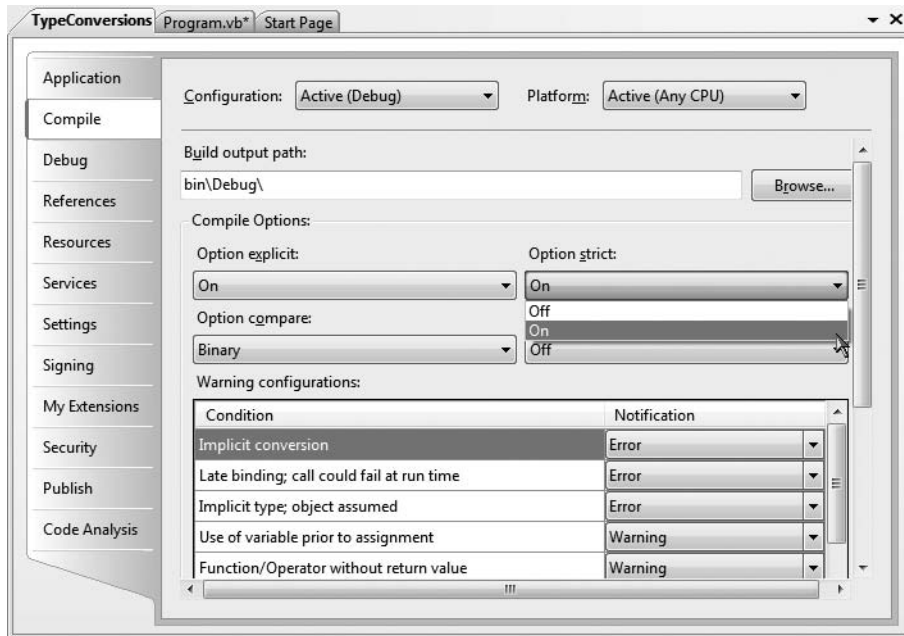 TypeConversions Program.vb* Start Page
Application
Compile
Debug
References
Resources
Services
Settings
Signing
My Extensions
Security
Publish
Code Analysis
Configuration: Active (Debug) Platform: Active (Any CPU)
Build output path:
bin\Debug\ Browse...
Compile Options:
Option explicit: Option strict:
On On
Off
Option compare: On
Binary Off
Warning configurations:
Condition Notification
Implicit conversion Error
Late binding; call could fail at run time Error
Implicit type; object assumed Error
Use of variable prior to assignment Warning
Function/Operator without return value Warning